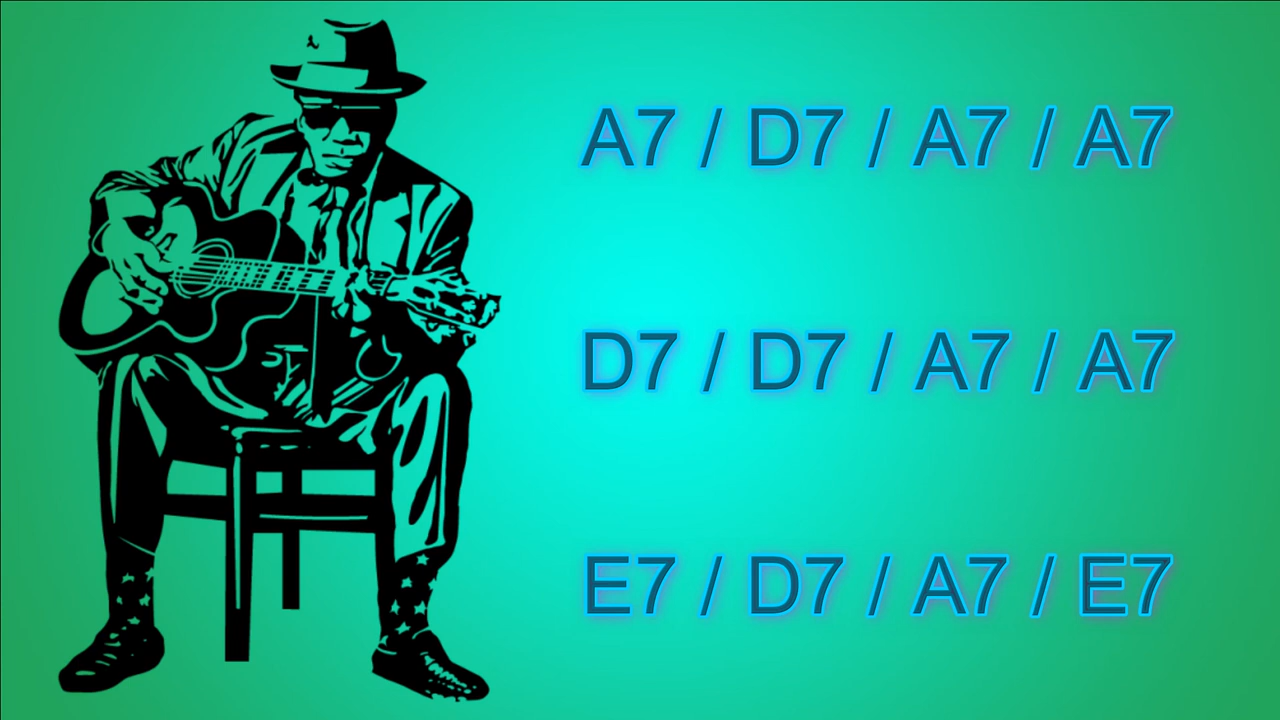 A7 / D7 / A7 / A7
D7 / D7 / A7 / A7
E7 / D7 / A7 / E7